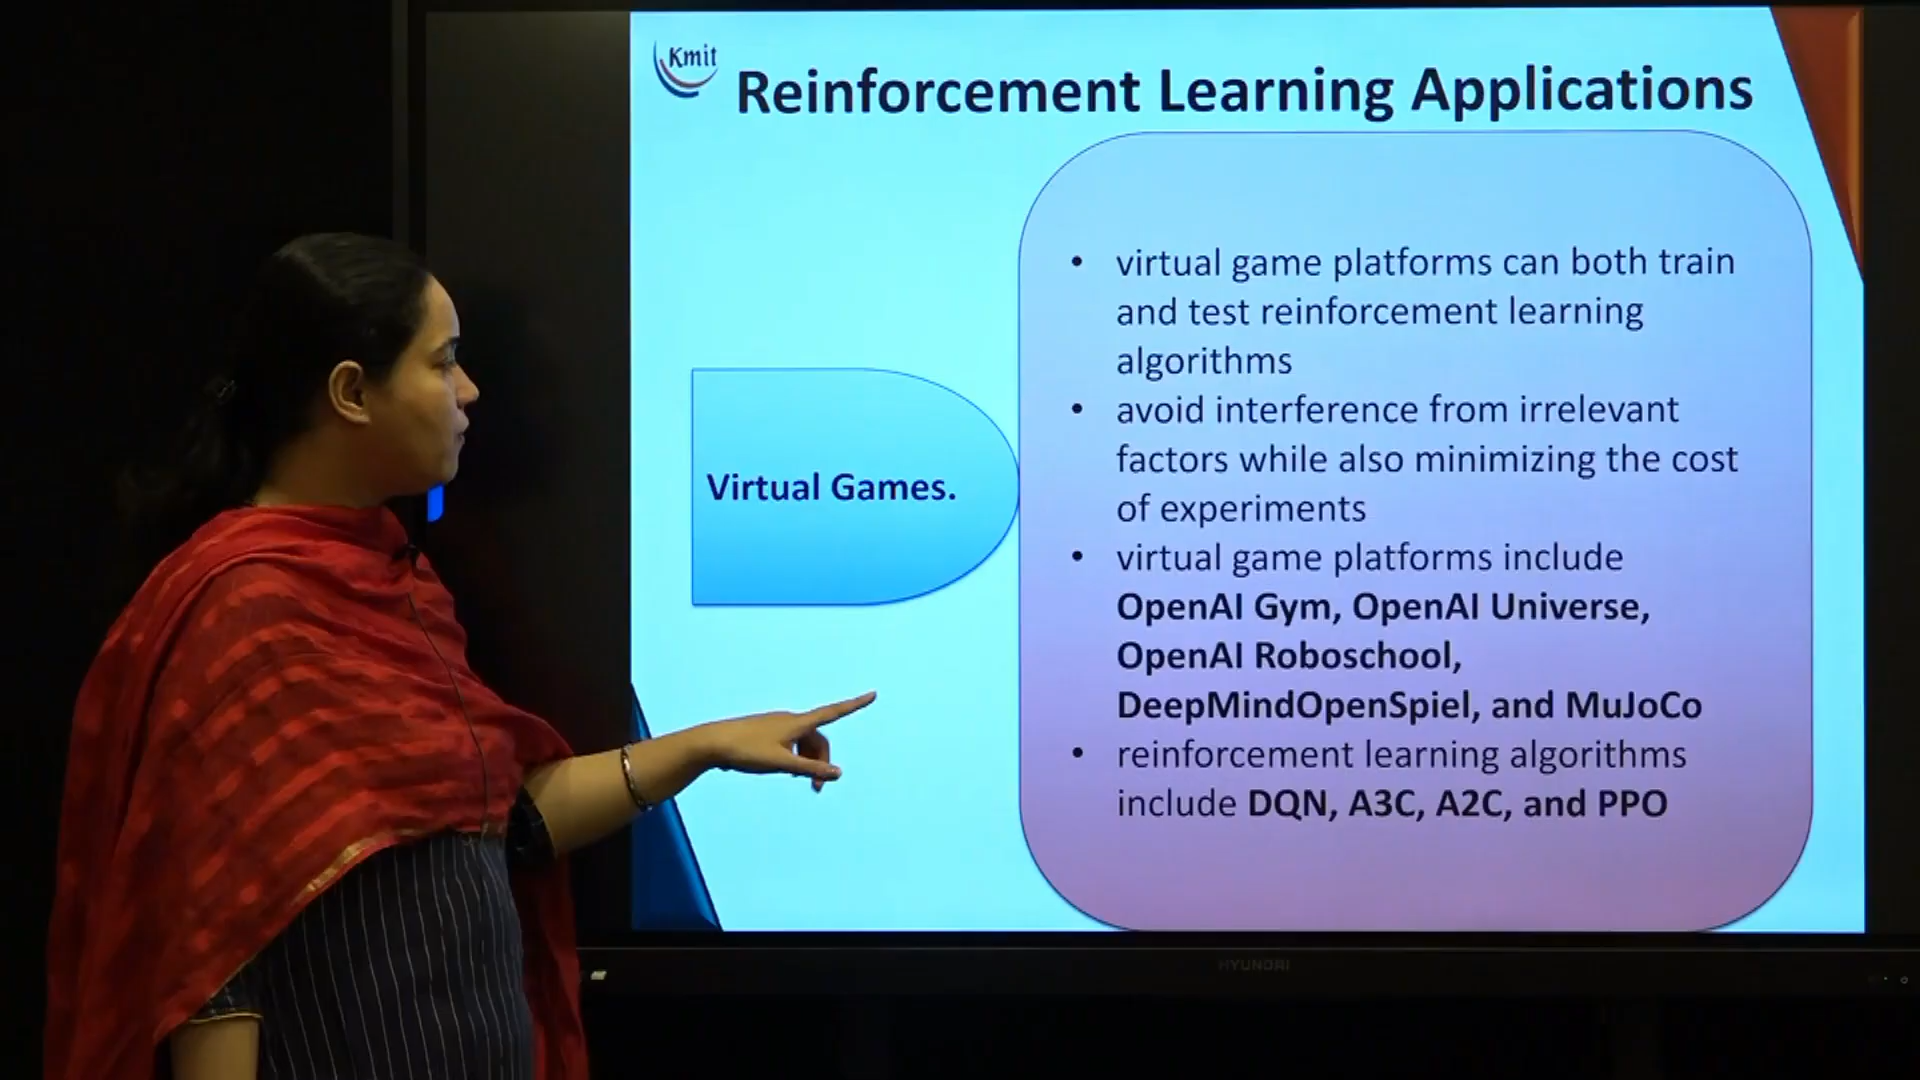 Kmit
Reinforcement Learning Applications
Virtual Games.
• virtual game platforms can both train
and test reinforcement learning
algorithms
• avoid interference from irrelevant
factors while also minimizing the cost
of experiments
• virtual game platforms include
OpenAI Gym, OpenAI Universe,
OpenAI Roboschool,
DeepMindOpenSpiel, and MuJoCo
• reinforcement learning algorithms
include DQN, A3C, A2C, and PPO
HYUNDAI